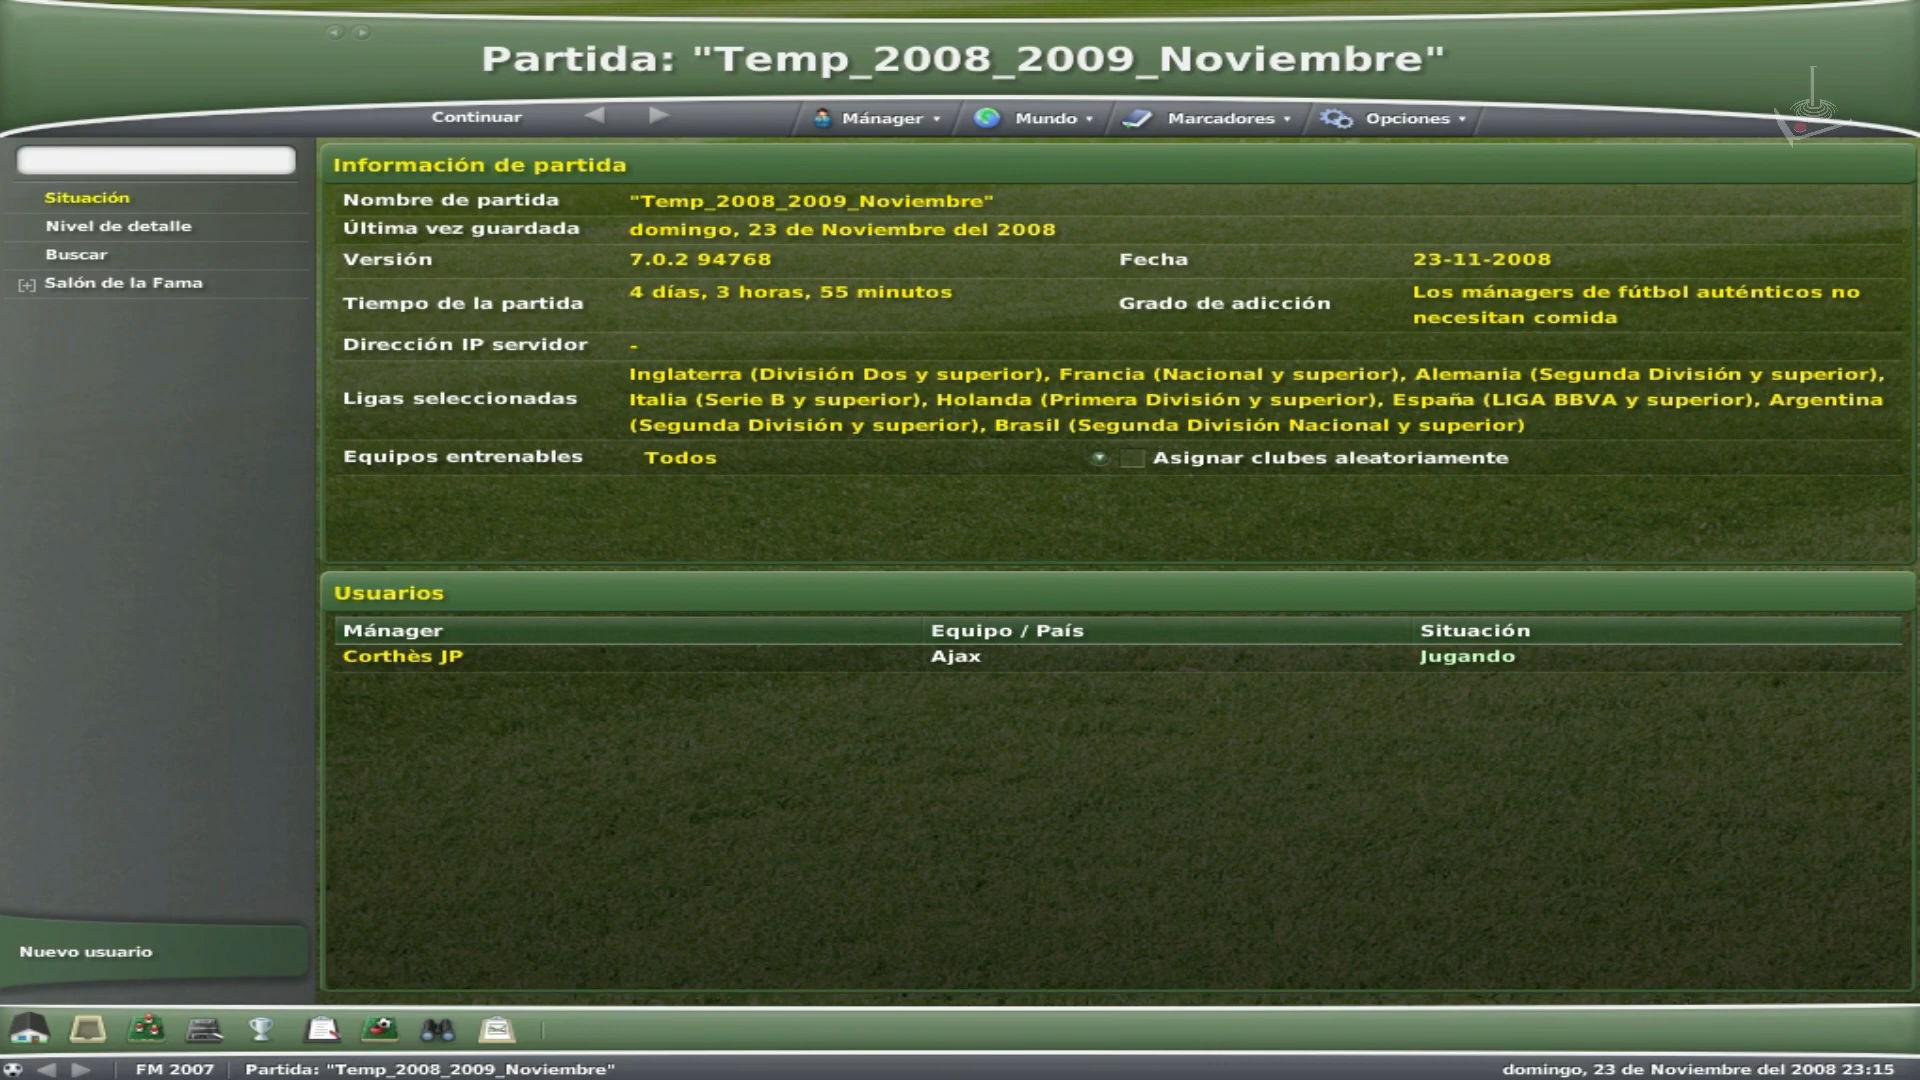 Partida: "Temp_2008_2009_Noviembre"
Continuar
Mánager
Mundo
Marcadores
Opciones
Situación
Nivel de detalle
Buscar
[+] Salón de la Fama
Información de partida
Nombre de partida "Temp_2008_2009_Noviembre"
Última vez guardada domingo, 23 de Noviembre del 2008
Versión 7.0.2 94768 Fecha 23-11-2008
Tiempo de la partida 4 días, 3 horas, 55 minutos Grado de adicción Los mánagers de fútbol auténticos no
necesitan comida
Dirección IP servidor -
Ligas seleccionadas Inglaterra (División Dos y superior), Francia (Nacional y superior), Alemania (Segunda División y superior),
Italia (Serie B y superior), Holanda (Primera División y superior), España (LIGA BBVA y superior), Argentina
(Segunda División y superior), Brasil (Segunda División Nacional y superior)
Equipos entrenables Todos Asignar clubes aleatoriamente
Usuarios
Mánager Equipo / País Situación
Corthès JP Ajax Jugando
Nuevo usuario
FM 2007 Partida: "Temp_2008_2009_Noviembre" domingo, 23 de Noviembre del 2008 23:15